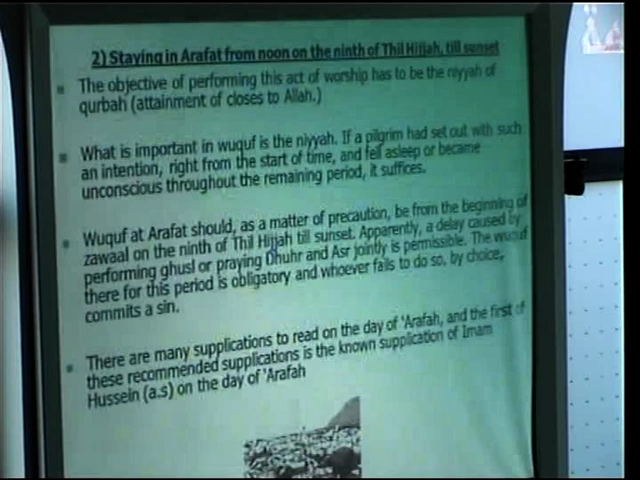 2) Staying in Arafat from noon on the ninth of Thil Hijjah, till sunset
The objective of performing this act of worship has to be the niyyah of
qurbah (attainment of closes to Allah.)
What is important in wuquf is the niyyah. If a pilgrim had set out with such
an intention, right from the start of time, and fell asleep or became
unconscious throughout the remaining period, it suffices.
Wuquf at Arafat should, as a matter of precaution, be from the beginning of
zawaal on the ninth of Thil Hijjah till sunset. Apparently, a delay caused by
performing ghusl or praying Dhuhr and Asr jointly is permissible. The wuquf
there for this period is obligatory and whoever fails to do so, by choice,
commits a sin.
There are many supplications to read on the day of 'Arafah, and the first of
these recommended supplications is the known supplication of Imam
Hussein (a.s) on the day of 'Arafah